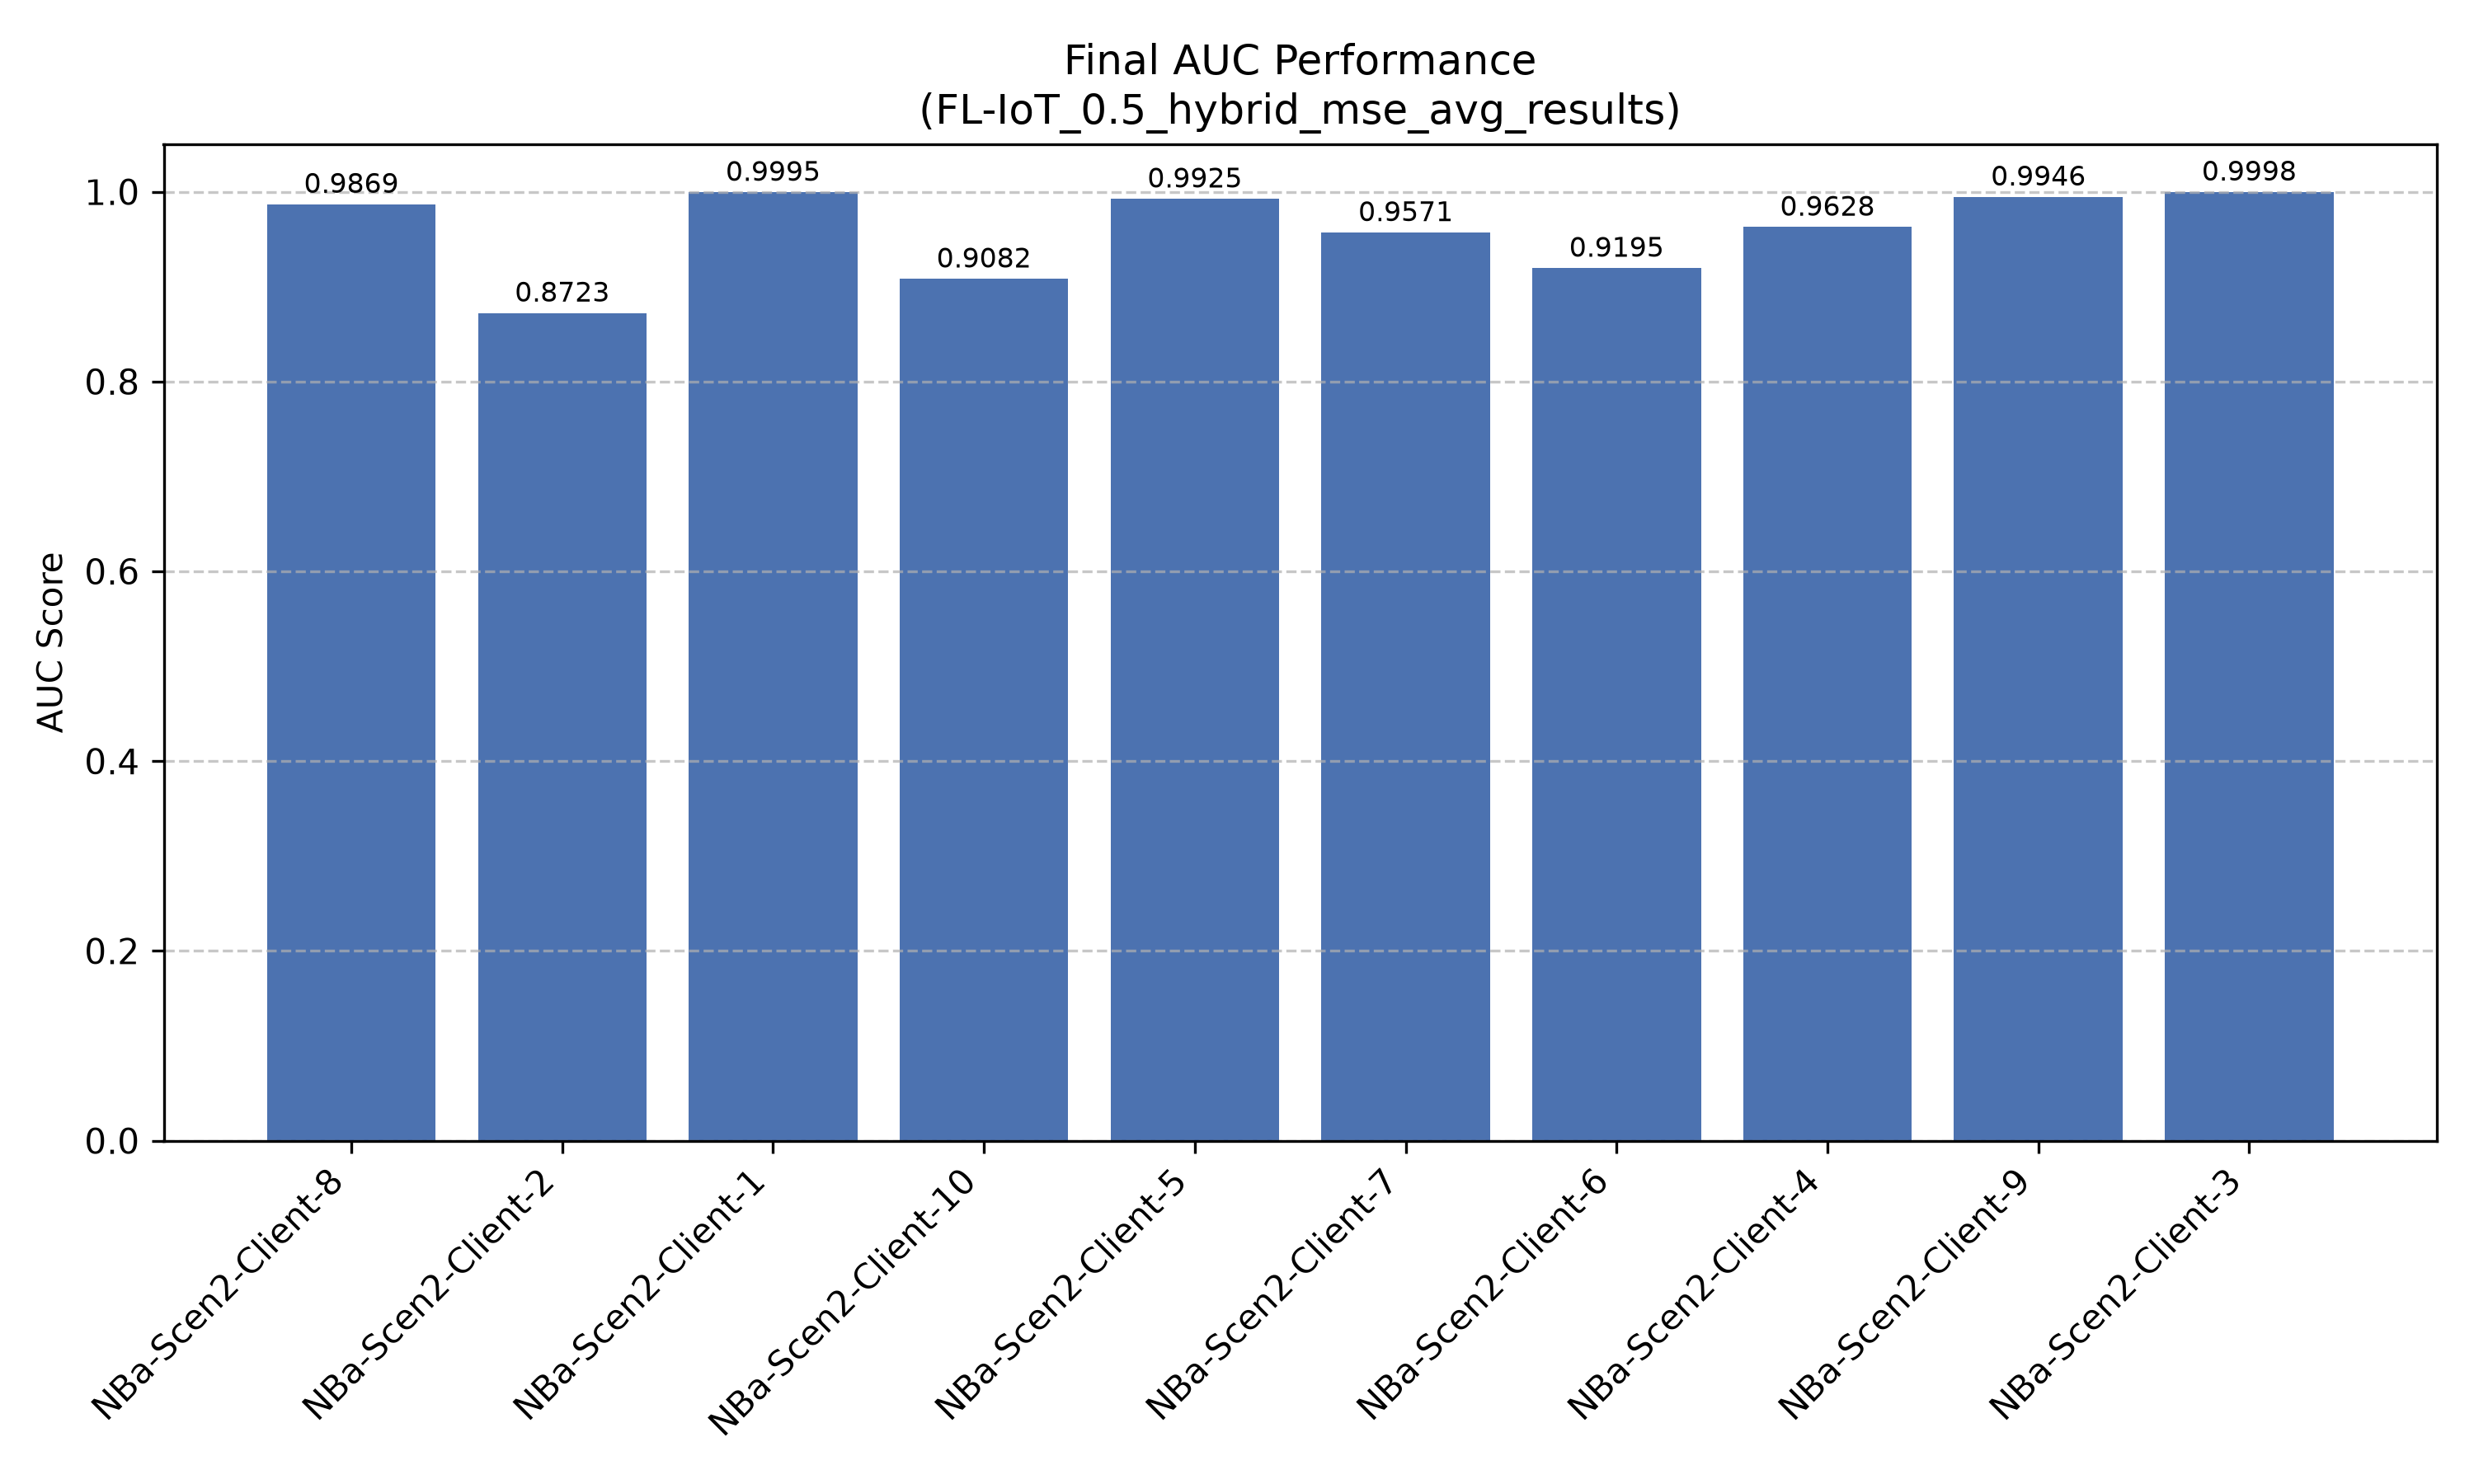 Final AUC Performance
(FL-IoT_0.5_hybrid_mse_avg_results)
AUC Score
1.0
0.8
0.6
0.4
0.2
0.0
0.9869
0.8723
0.9995
0.9082
0.9925
0.9571
0.9195
0.9628
0.9946
0.9998
NBa-Scen2-Client-8
NBa-Scen2-Client-2
NBa-Scen2-Client-1
NBa-Scen2-Client-10
NBa-Scen2-Client-5
NBa-Scen2-Client-7
NBa-Scen2-Client-6
NBa-Scen2-Client-4
NBa-Scen2-Client-9
NBa-Scen2-Client-3